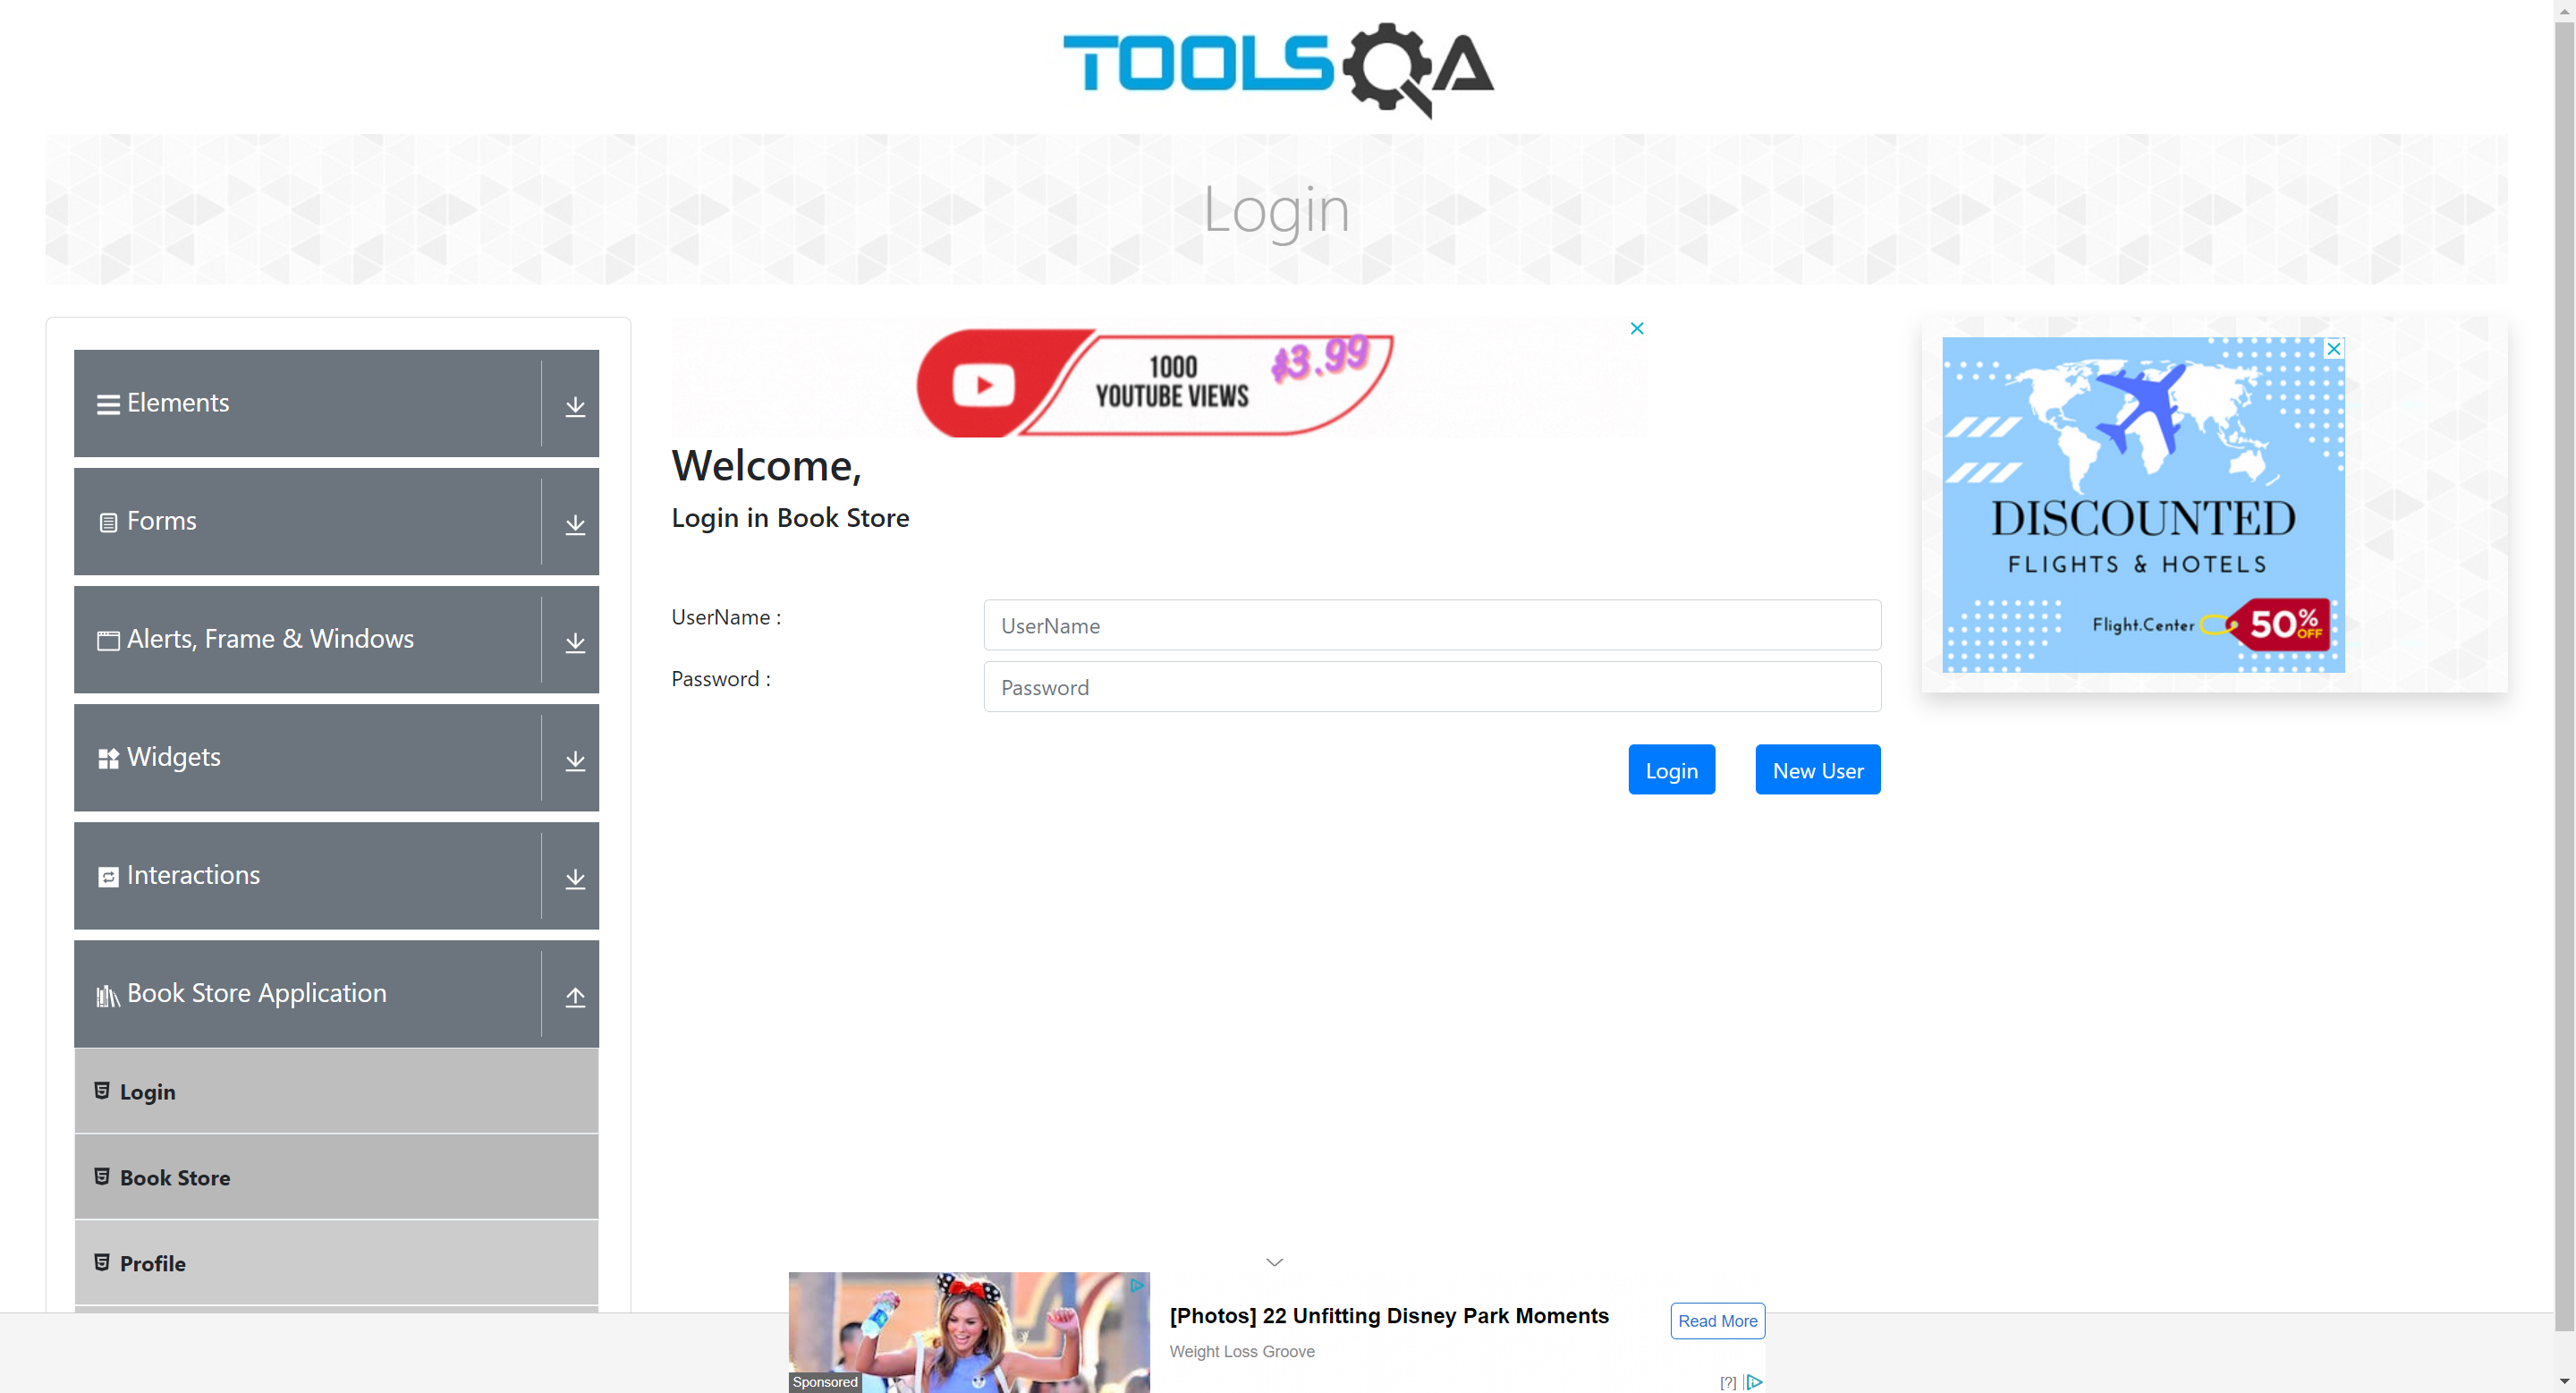 TOOLSQA
Login
Elements
Forms
Alerts, Frame & Windows
Widgets
Interactions
Book Store Application
Login
Book Store
Profile
1000
YOUTUBE VIEWS
$3.99
Welcome,
Login in Book Store
UserName :
UserName
Password :
Password
Login
New User
DISCOUNTED
FLIGHTS & HOTELS
Flight.Center
50% OFF
Sponsored
[Photos] 22 Unfitting Disney Park Moments
Weight Loss Groove
Read More
[?]